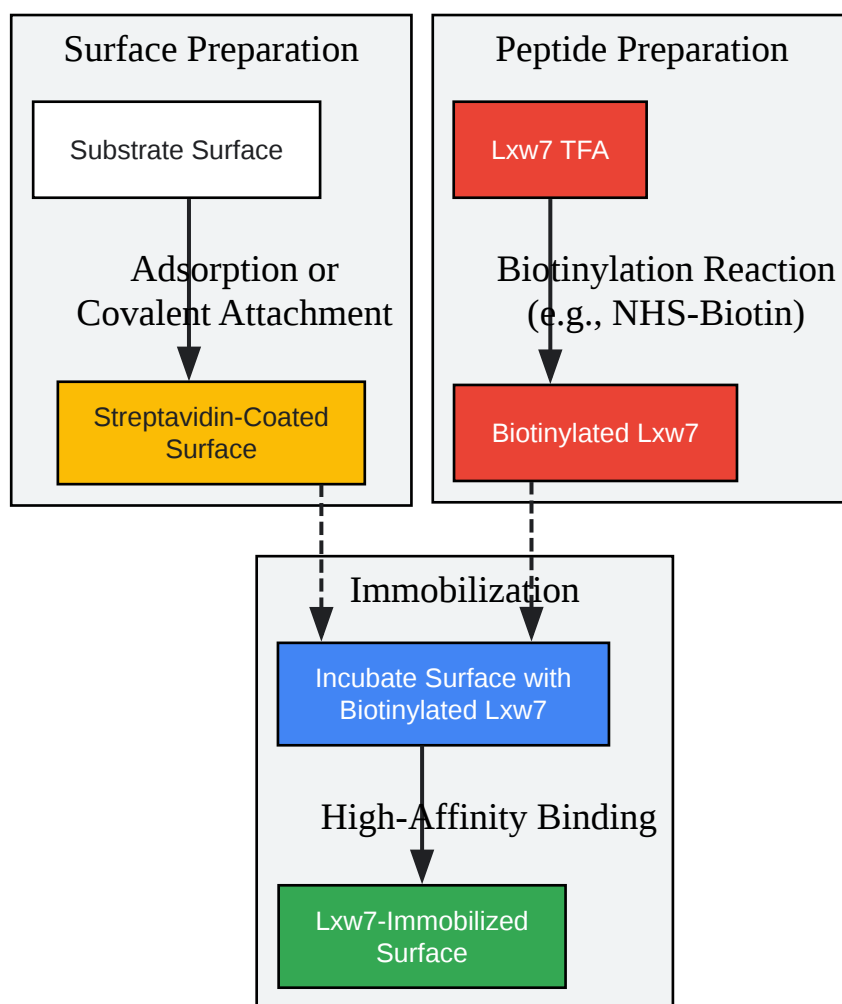 Surface Preparation
Substrate Surface
Adsorption or
Covalent Attachment
Streptavidin-Coated
Surface
Peptide Preparation
Lxw7 TFA
Biotinylation Reaction
(e.g., NHS-Biotin)
Biotinylated Lxw7
Immobilization
Incubate Surface with
Biotinylated Lxw7
High-Affinity Binding
Lxw7-Immobilized
Surface